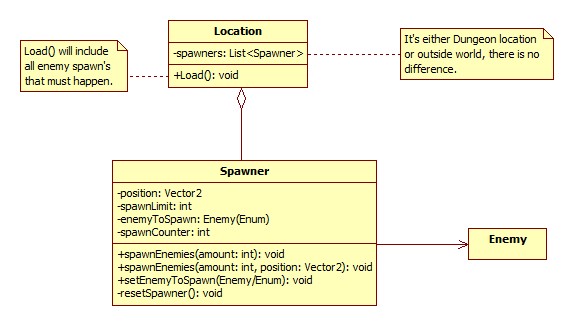 Location
-spawners: List<Spawner>
+Load(): void
Load() will include
all enemy spawn's
that must happen.
It's either Dungeon location
or outside world, there is no
difference.
Spawner
-position: Vector2
-spawnLimit: int
-enemyToSpawn: Enemy(Enum)
-spawnCounter: int
+spawnEnemies(amount: int): void
+spawnEnemies(amount: int, position: Vector2): void
+setEnemyToSpawn(Enemy/Enum): void
-resetSpawner(): void
Enemy